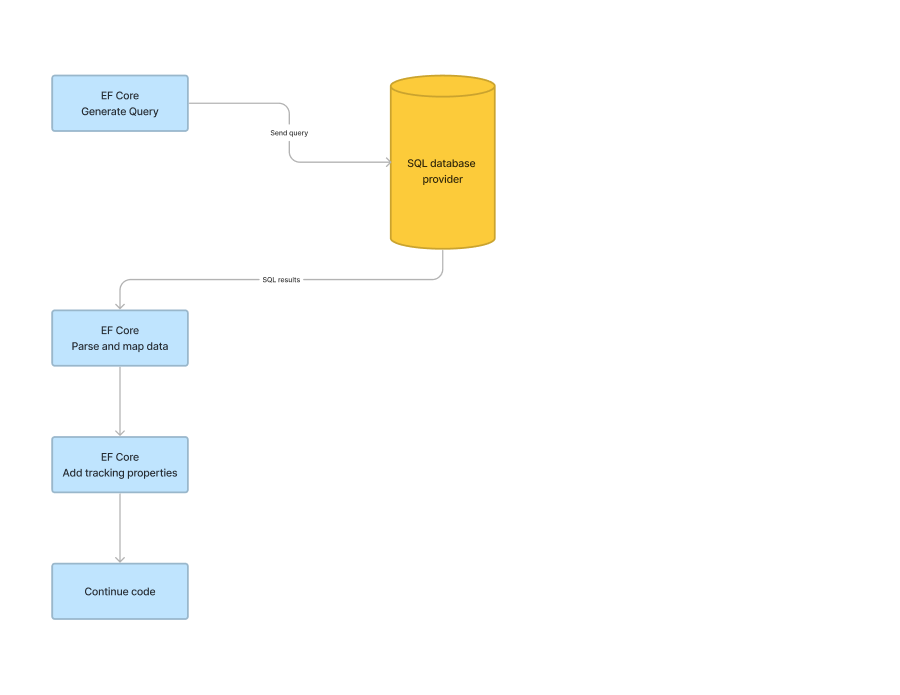 EF Core
Generate Query
Send query
SQL database
provider
SQL results
EF Core
Parse and map data
EF Core
Add tracking properties
Continue code